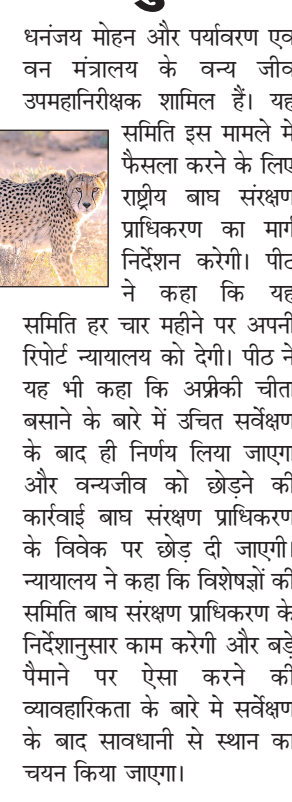 धनंजय मोहन और पर्यावरण एवं
वन मंत्रालय के वन्य जीव
उपमहानिरीक्षक शामिल हैं। यह
समिति इस मामले में
फैसला करने के लिए
राष्ट्रीय बाघ संरक्षण
प्राधिकरण का मार्ग
निर्देशन करेगी। पीठ
ने कहा कि यह
समिति हर चार महीने पर अपनी
रिपोर्ट न्यायालय को देगी। पीठ ने
यह भी कहा कि अफ्रीकी चीता
बसाने के बारे में उचित सर्वेक्षण
के बाद ही निर्णय लिया जाएगा
और वन्यजीव को छोड़ने की
कार्रवाई बाघ संरक्षण प्राधिकरण
के विवेक पर छोड़ दी जाएगी।
न्यायालय ने कहा कि विशेषज्ञों की
समिति बाघ संरक्षण प्राधिकरण के
निर्देशानुसार काम करेगी और बड़े
पैमाने पर ऐसा करने की
व्यावहारिकता के बारे मे सर्वेक्षण
के बाद सावधानी से स्थान का
चयन किया जाएगा।